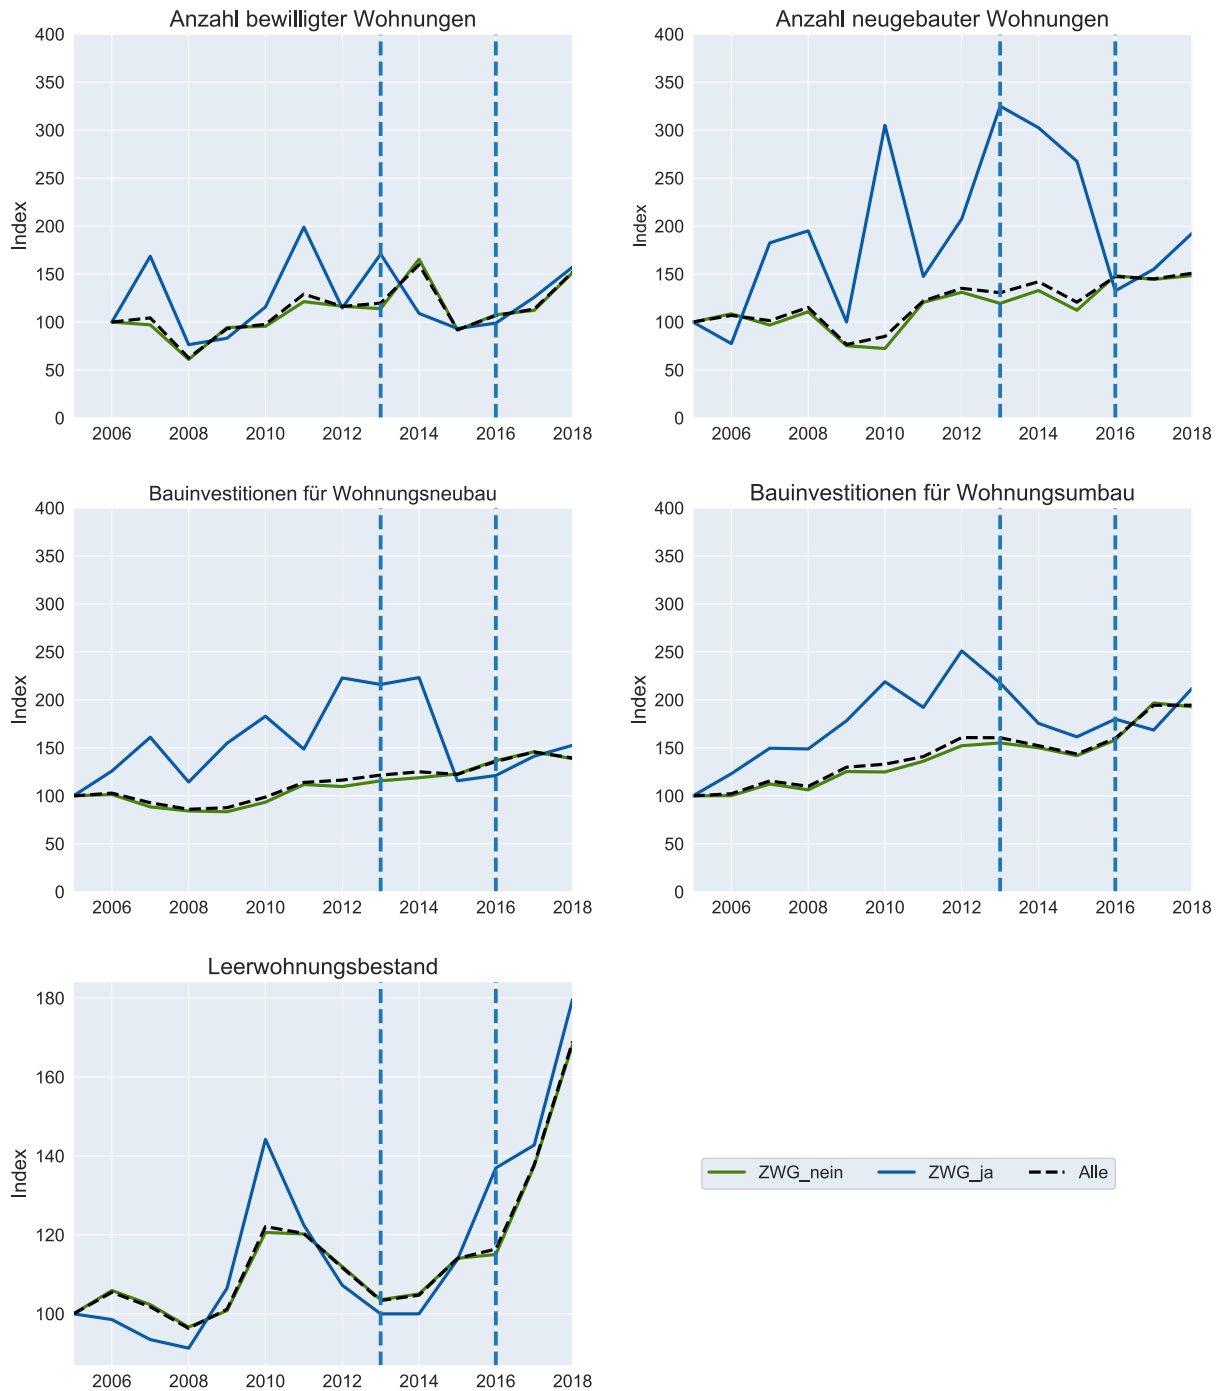 Anzahl bewilligter Wohnungen
400
350
300
250
200
150
100
50
0
Index
2006 2008 2010 2012 2014 2016 2018
Anzahl neugebauter Wohnungen
400
350
300
250
200
150
100
50
0
Index
2006 2008 2010 2012 2014 2016 2018
Bauinvestitionen für Wohnungsneubau
400
350
300
250
200
150
100
50
0
Index
2006 2008 2010 2012 2014 2016 2018
Bauinvestitionen für Wohnungsumbau
400
350
300
250
200
150
100
50
0
Index
2006 2008 2010 2012 2014 2016 2018
Leerwohnungsbestand
180
160
140
120
100
Index
2006 2008 2010 2012 2014 2016 2018
ZWG_nein ZWG_ja Alle